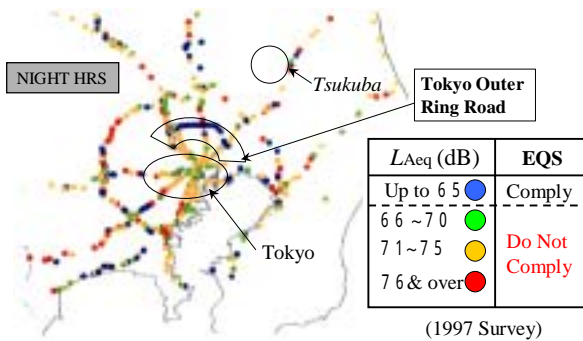 NIGHT HRS
Tsukuba
Tokyo Outer
Ring Road
LAeq (dB) EQS
Up to 65 Comply
66~70
71~75
76& over
Do Not
Comply
Tokyo
(1997 Survey)